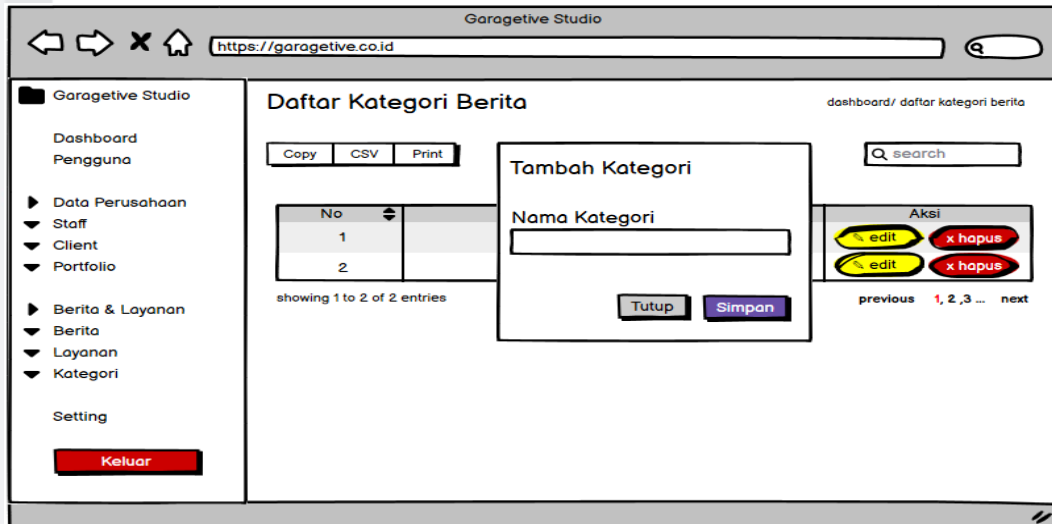 Garagetive Studio
https://garagetive.co.id
Garagetive Studio
Dashboard
Pengguna
Data Perusahaan
Staff
Client
Portfolio
Berita & Layanan
Berita
Layanan
Kategori
Setting
Keluar
Daftar Kategori Berita
dashboard/ daftar kategori berita
Copy CSV Print
search
No Aksi
1 edit x hapus
2 edit x hapus
showing 1 to 2 of 2 entries
previous 1, 2 ,3 ... next
Tambah Kategori
Nama Kategori
Tutup Simpan